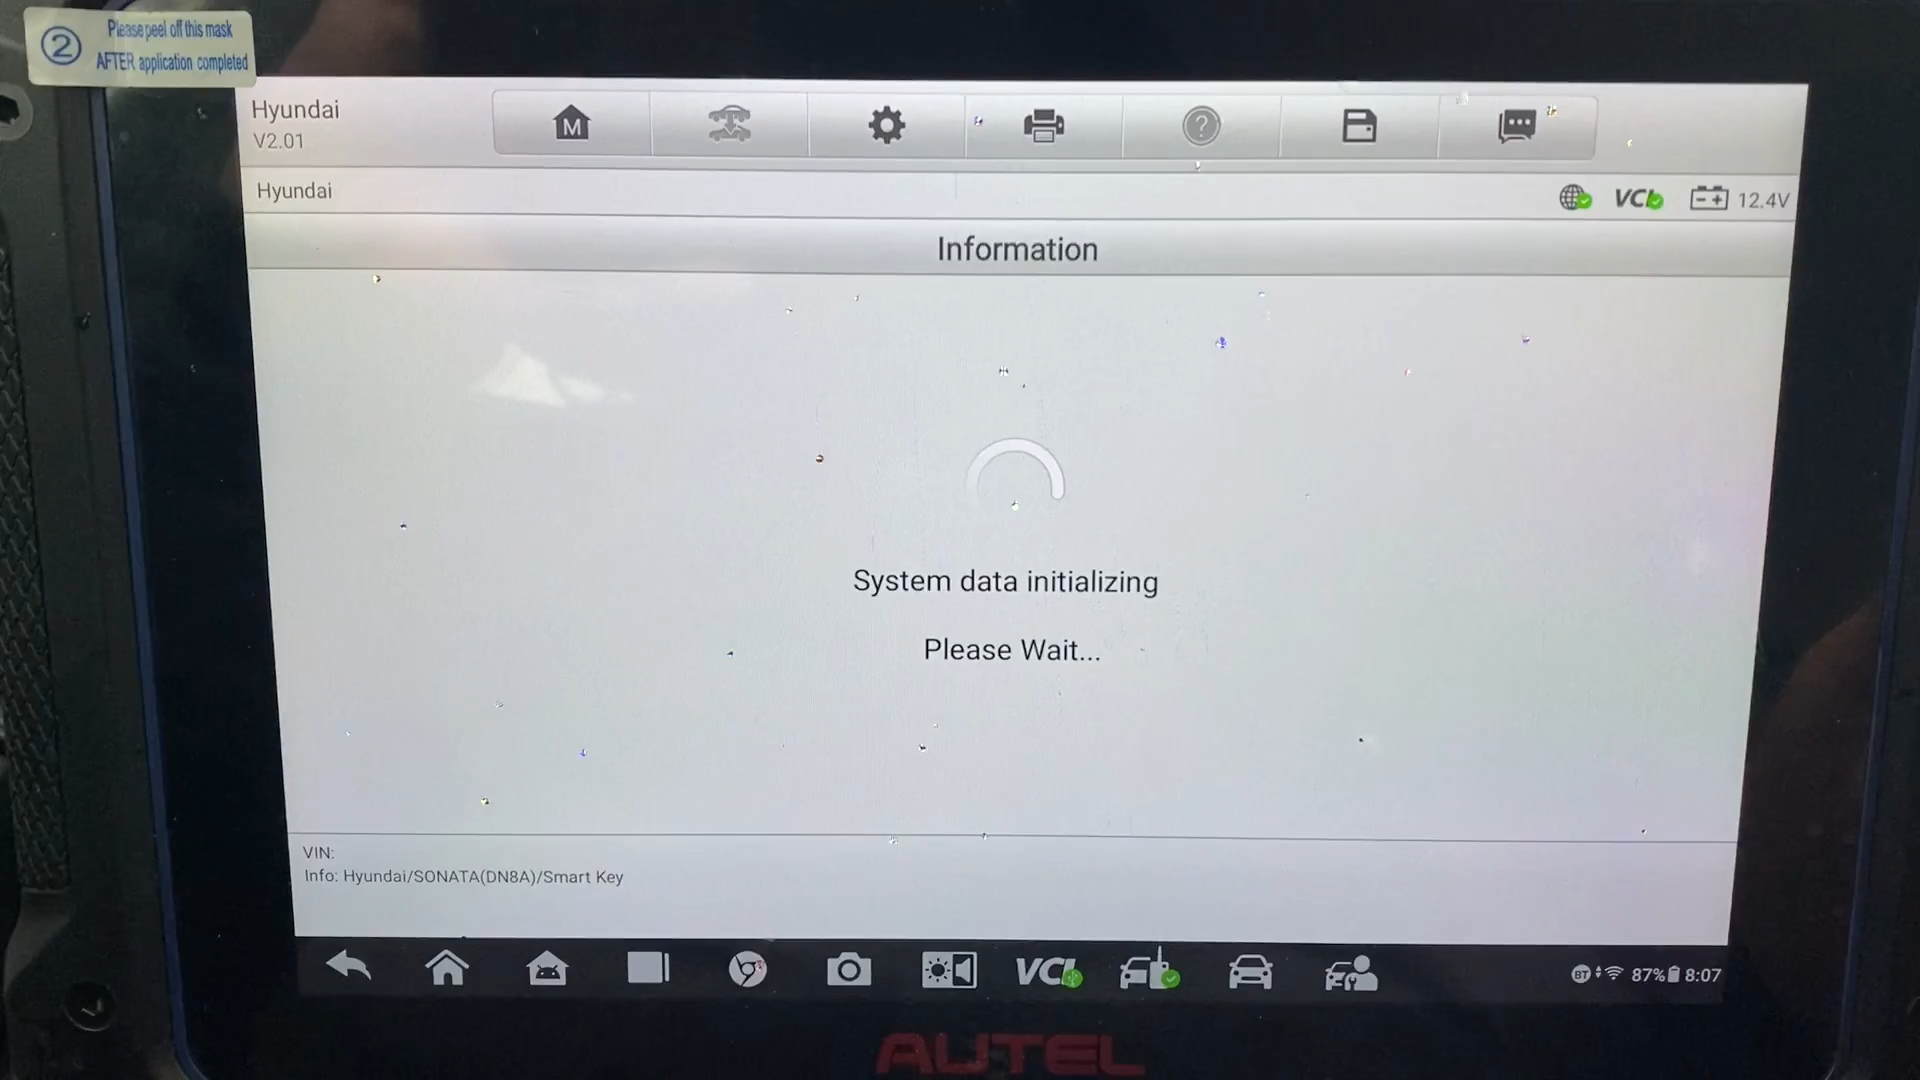 2
Please peel off this mask
AFTER application completed
Hyundai
V2.01
M
?
Hyundai
VCI
12.4V
Information
System data initializing
Please Wait...
VIN:
Info: Hyundai/SONATA(DN8A)/Smart Key
VCI
BT
87%
8:07
AUTEL